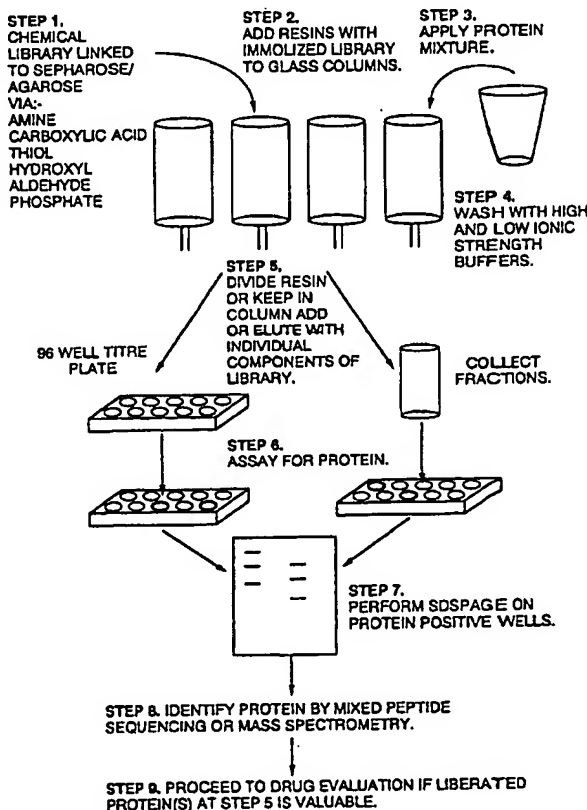 STEP 1.
CHEMICAL
LIBRARY LINKED
TO SEPHAROSE/
AGAROSE
VIA:-
AMINE
CARBOXYLIC ACID
THIOL
HYDROXYL
ALDEHYDE
PHOSPHATE
STEP 2.
ADD RESINS WITH
IMMOLIZED LIBRARY
TO GLASS COLUMNS.
STEP 3.
APPLY PROTEIN
MIXTURE.
STEP 4.
WASH WITH HIGH
AND LOW IONIC
STRENGTH
BUFFERS.
STEP 5.
DIVIDE RESIN
OR KEEP IN
COLUMN ADD
OR ELUTE WITH
INDIVIDUAL
COMPONENTS OF
LIBRARY.
96 WELL TITRE
PLATE
COLLECT
FRACTIONS.
STEP 6.
ASSAY FOR PROTEIN.
STEP 7.
PERFORM SDSPAGE ON
PROTEIN POSITIVE WELLS.
STEP 8. IDENTIFY PROTEIN BY MIXED PEPTIDE
SEQUENCING OR MASS SPECTROMETRY.
STEP 9. PROCEED TO DRUG EVALUATION IF LIBERATED
PROTEIN(S) AT STEP 5 IS VALUABLE.